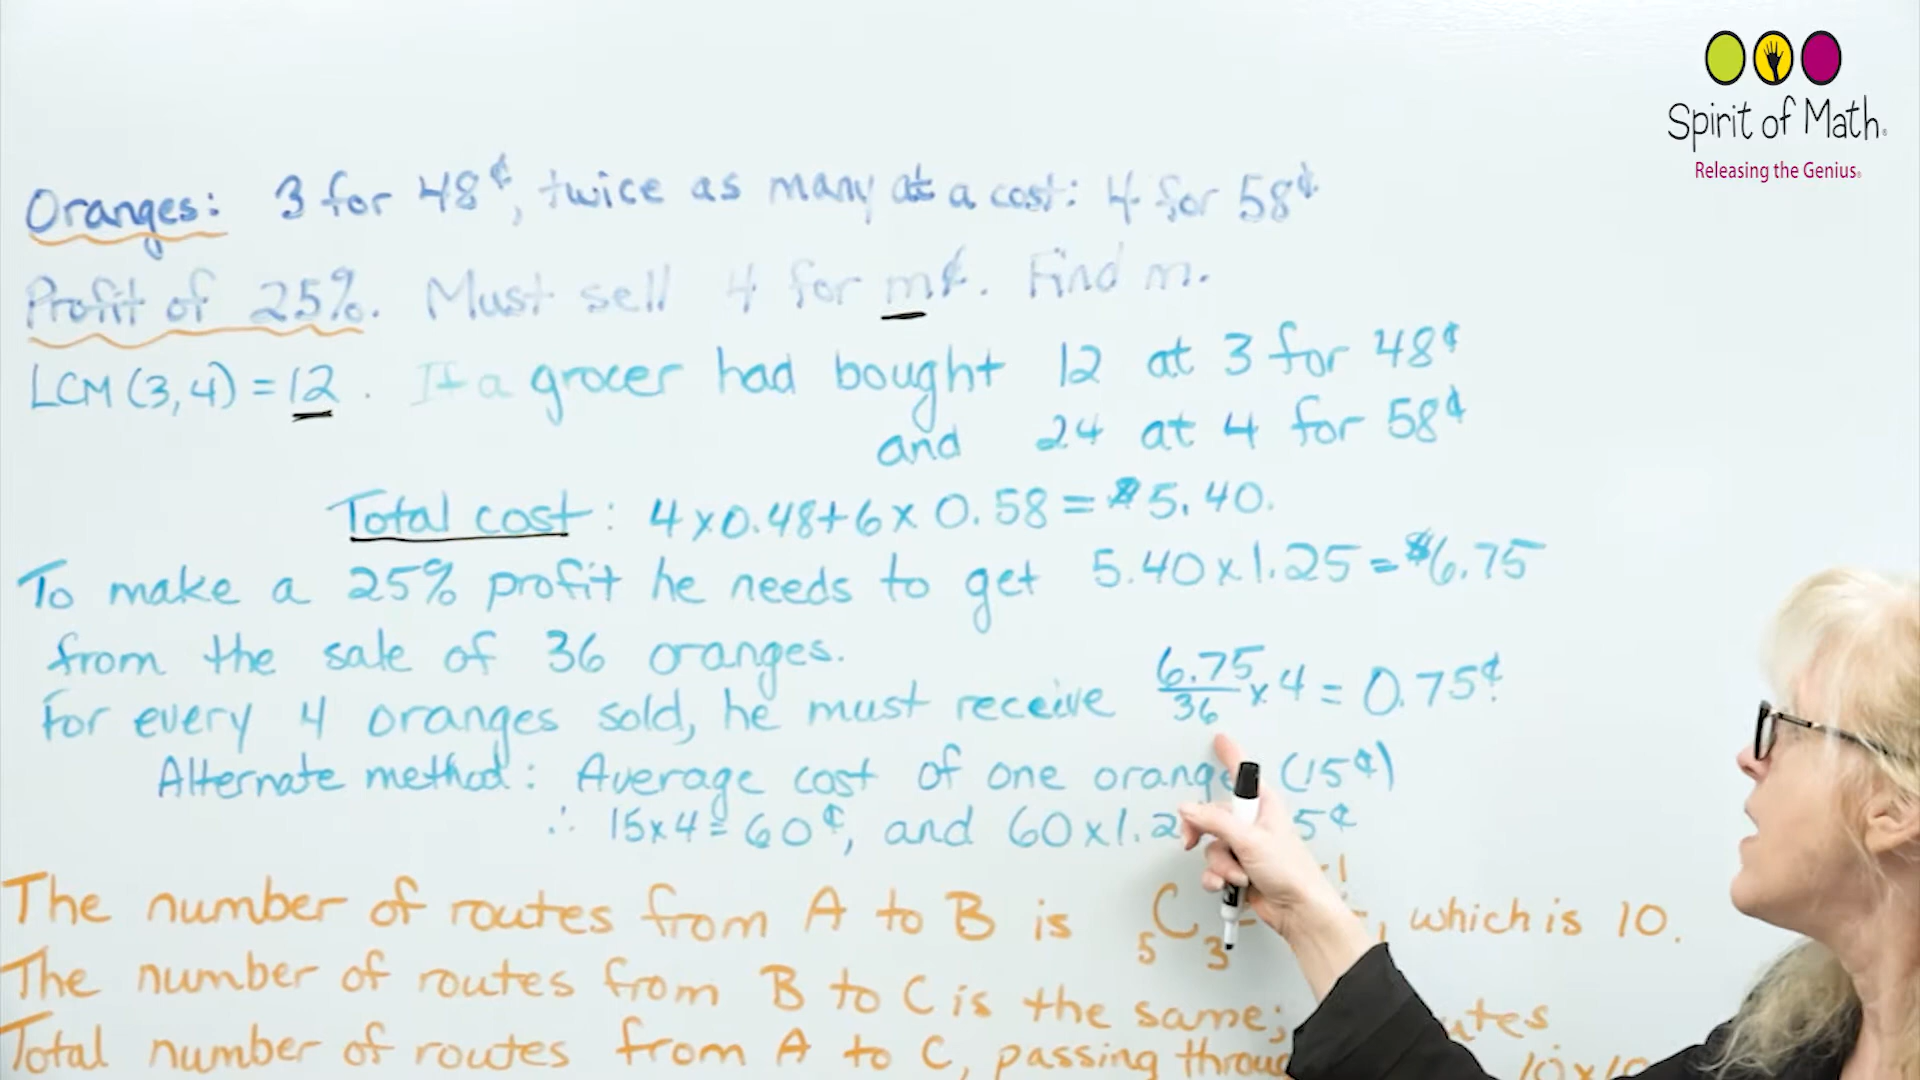 Spirit of Math
Releasing the Genius
Oranges: 3 for 48¢, twice as many at a cost: 4 for 58¢
Profit of 25%. Must sell 4 for m¢. Find m.
LCM (3,4) = 12. If a grocer had bought 12 at 3 for 48¢
and 24 at 4 for 58¢
Total cost: 4 x 0.48 + 6 x 0.58 = $5.40.
To make a 25% profit he needs to get 5.40 x 1.25 = $6.75
from the sale of 36 oranges.
For every 4 oranges sold, he must receive 6.75/36 x 4 = 0.75¢
Alternate method: Average cost of one orange (15¢)
∴ 15x4 = 60¢, and 60x1.2 5¢
The number of routes from A to B is ₅C₃ = , which is 10.
The number of routes from B to C is the same;
Total number of routes from A to C, passing 10x10